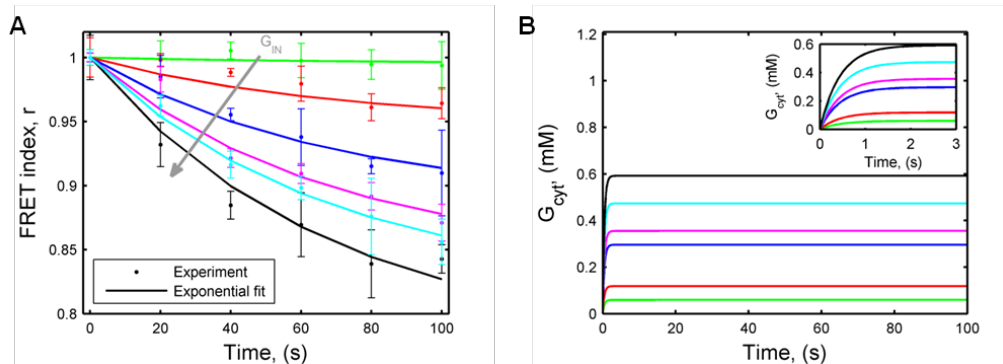 A
FRET index, r
1
0.95
0.9
0.85
0.8
G_IN
Experiment
Exponential fit
0 20 40 60 80 100
Time, (s)
B
G_cyt', (mM)
1.2
1
0.8
0.6
0.4
0.2
0
0 20 40 60 80 100
Time, (s)
G_cyt', (mM)
0.6
0.4
0.2
0
0 1 2 3
Time, (s)